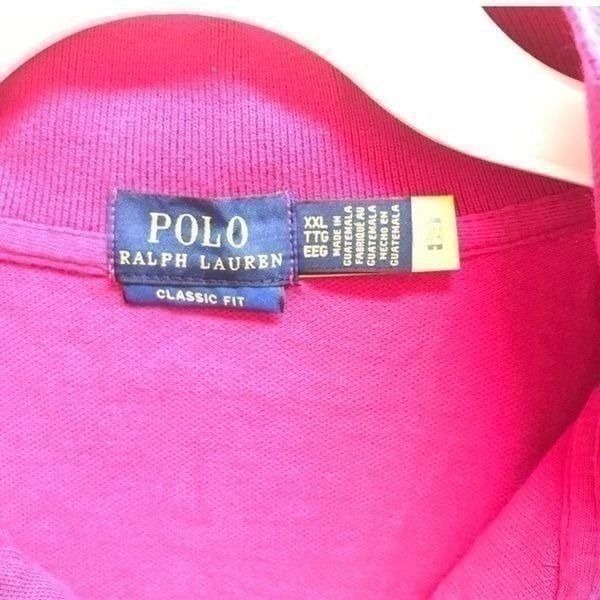 POLO
RALPH LAUREN
CLASSIC FIT
XXL
TTG
EEG
MADE IN
GUATEMALA
FABRIQUÉ AU
GUATEMALA
HECHO EN
GUATEMALA